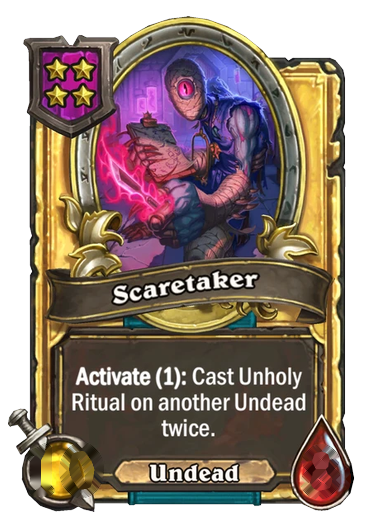 Scaretaker
Activate (1): Cast Unholy
Ritual on another Undead
twice.
Undead